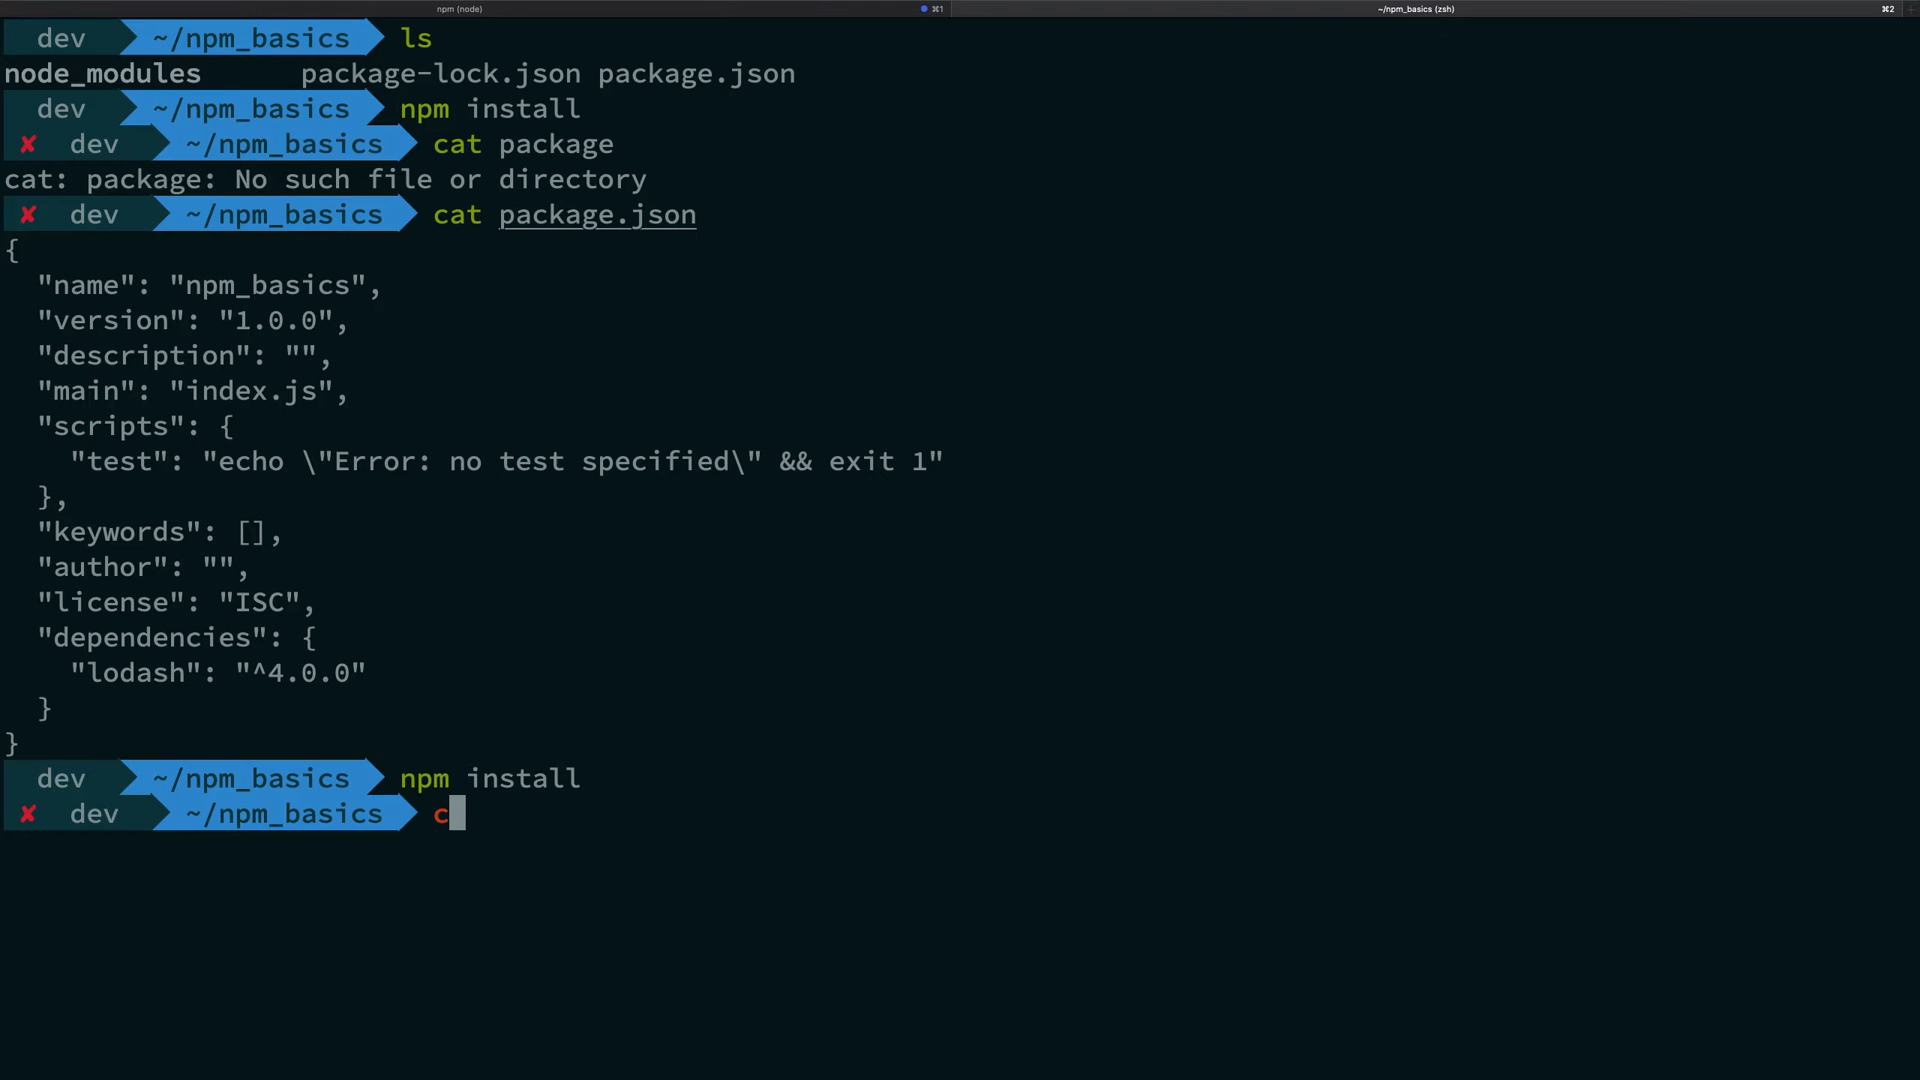 npm (node) ⌘1 ~/npm_basics (zsh) ⌘2
dev ~/npm_basics ls
node_modules package-lock.json package.json
dev ~/npm_basics npm install
✘ dev ~/npm_basics cat package
cat: package: No such file or directory
✘ dev ~/npm_basics cat package.json
{
  "name": "npm_basics",
  "version": "1.0.0",
  "description": "",
  "main": "index.js",
  "scripts": {
    "test": "echo \"Error: no test specified\" && exit 1"
  },
  "keywords": [],
  "author": "",
  "license": "ISC",
  "dependencies": {
    "lodash": "^4.0.0"
  }
}
dev ~/npm_basics npm install
✘ dev ~/npm_basics c